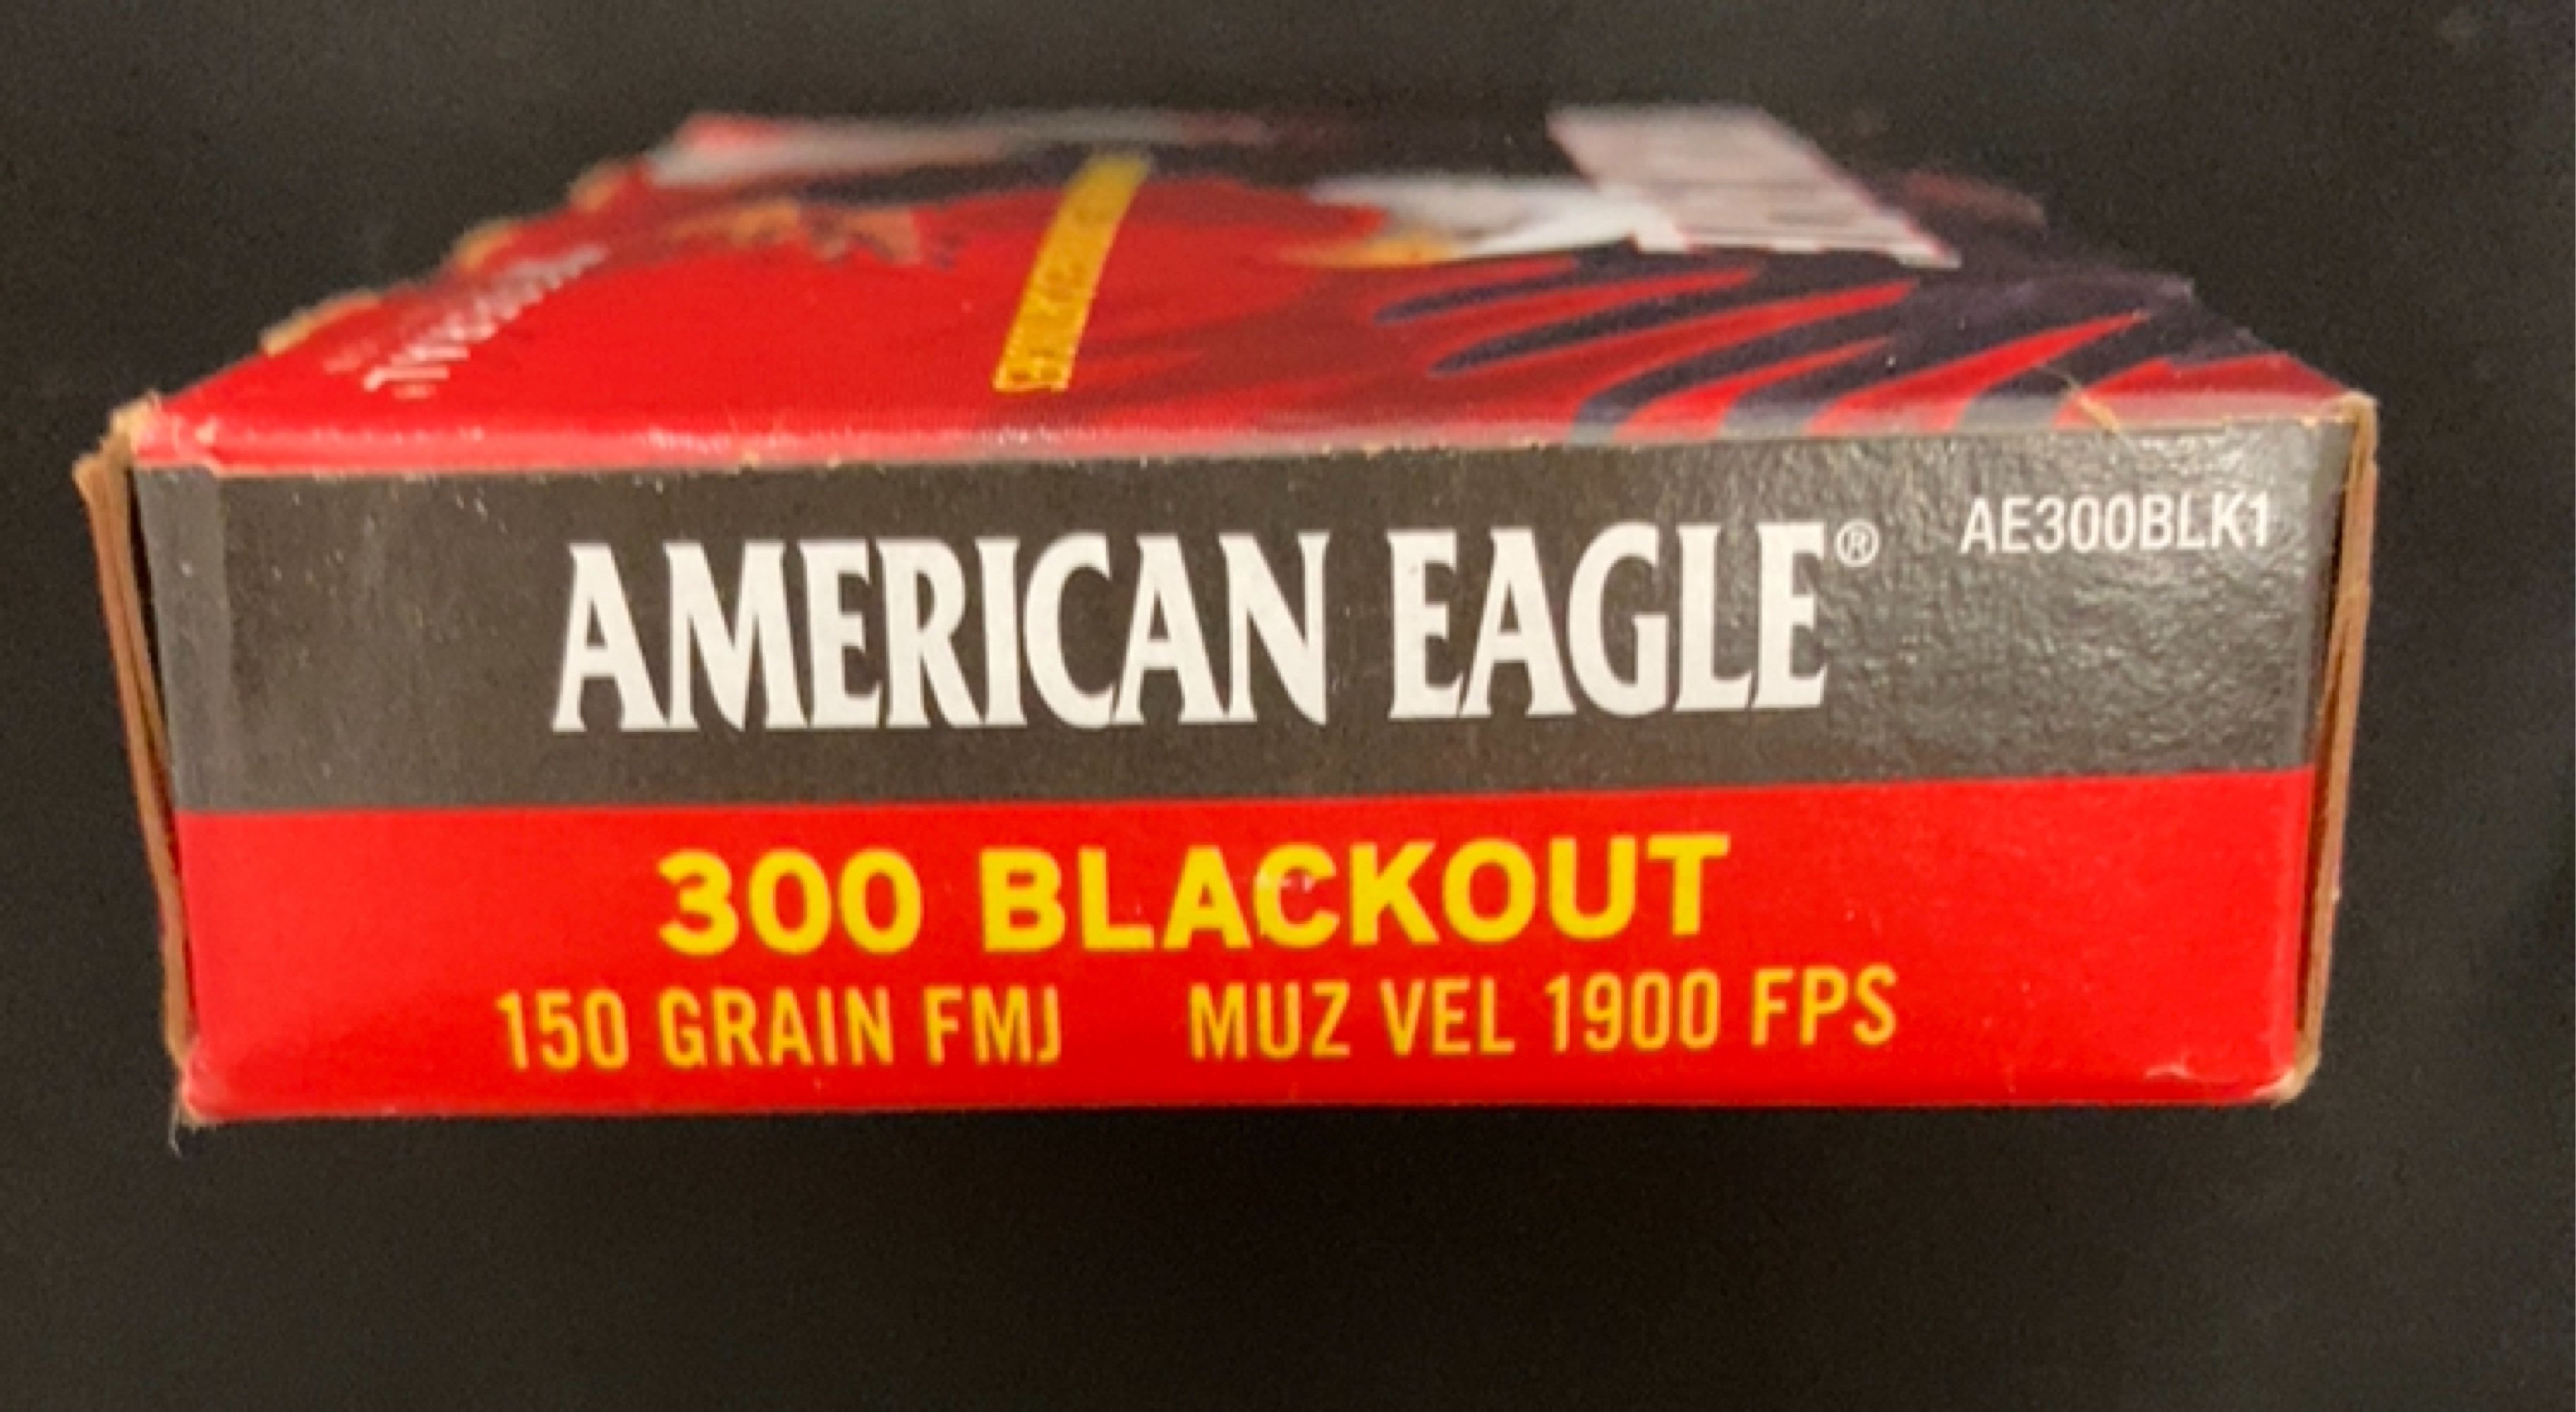 AMERICAN EAGLE®
AE300BLK1
300 BLACKOUT
150 GRAIN FMJ MUZ VEL 1900 FPS